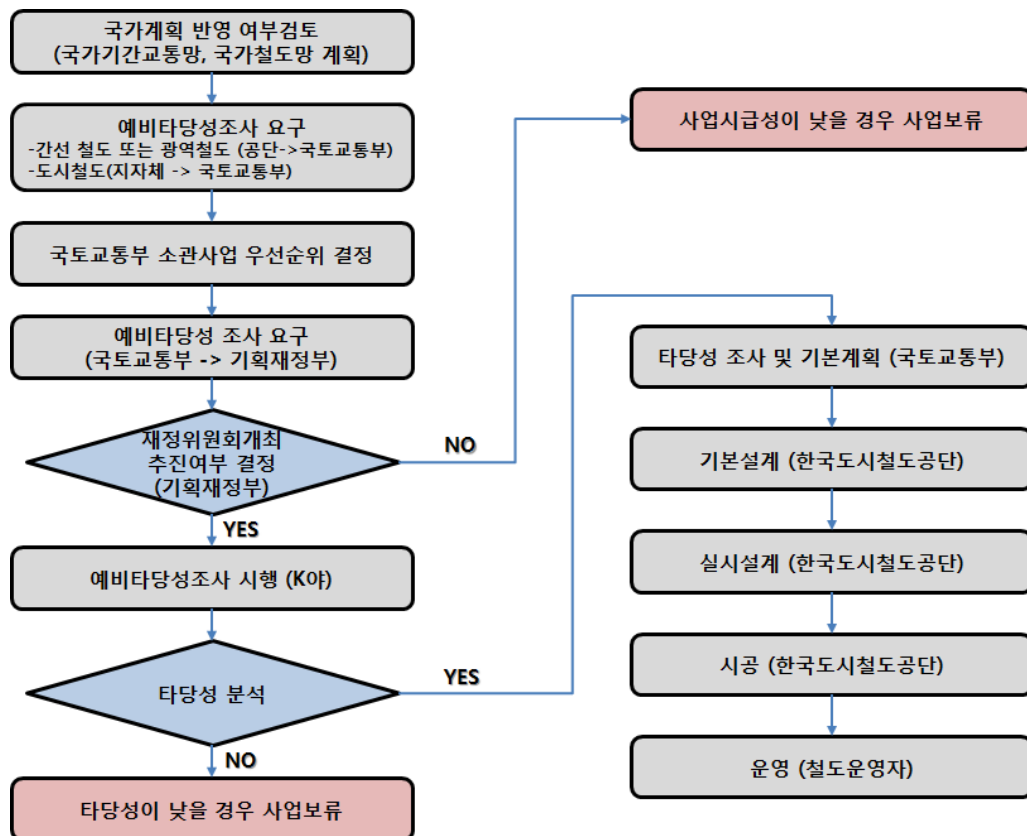 국가계획 반영 여부검토
(국가기간교통망, 국가철도망 계획)
예비타당성조사 요구
-간선 철도 또는 광역철도 (공단->국토교통부)
-도시철도(지자체 -> 국토교통부)
국토교통부 소관사업 우선순위 결정
예비타당성 조사 요구
(국토교통부 -> 기획재정부)
재정위원회개최
추진여부 결정
(기획재정부)
NO
YES
사업시급성이 낮을 경우 사업보류
예비타당성조사 시행 (K야)
타당성 분석
YES
NO
타당성이 낮을 경우 사업보류
타당성 조사 및 기본계획 (국토교통부)
기본설계 (한국도시철도공단)
실시설계 (한국도시철도공단)
시공 (한국도시철도공단)
운영 (철도운영자)